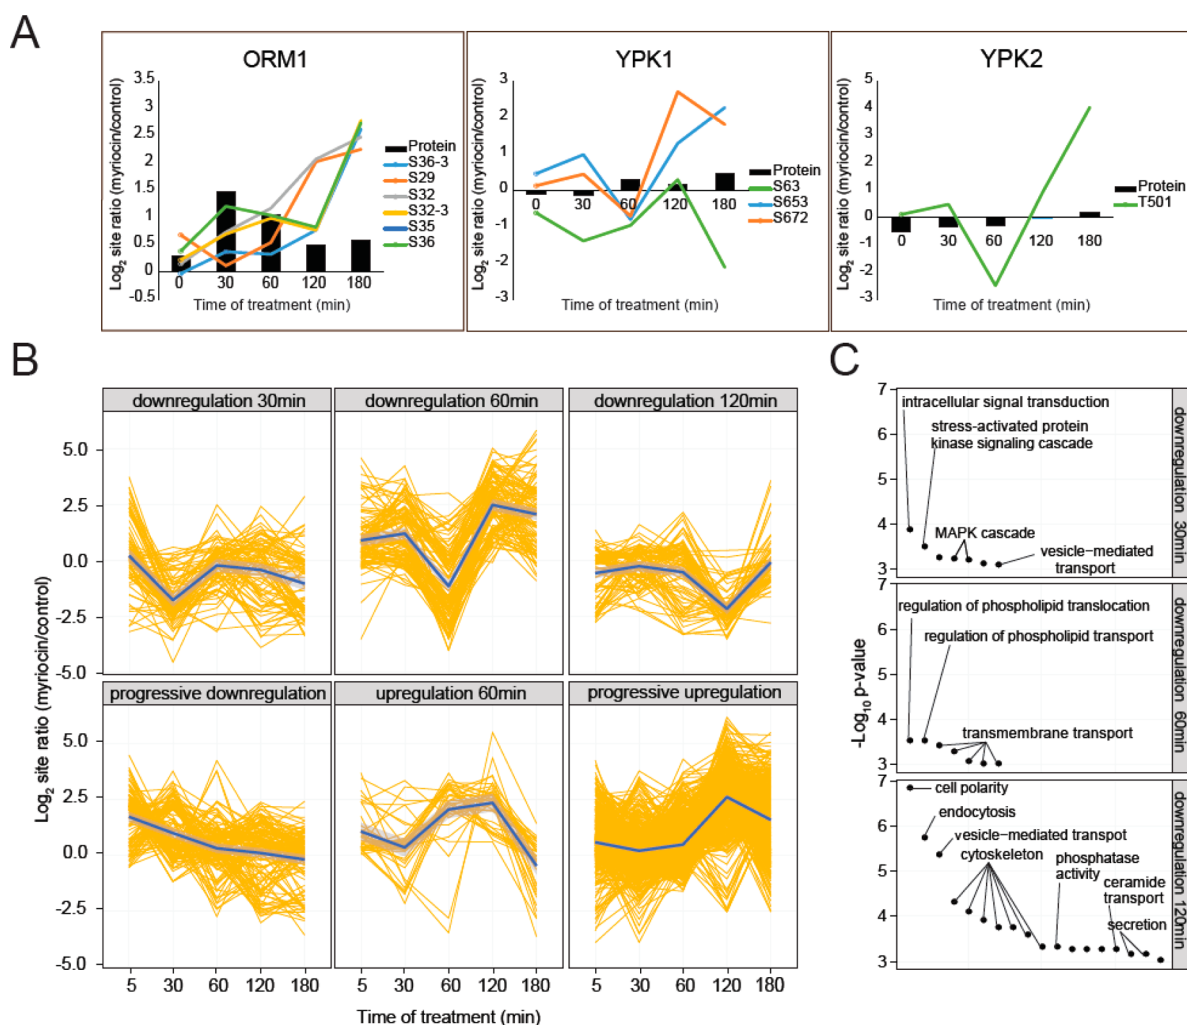 A
ORM1
Log2 site ratio (myriocin/control)
3.5
3
2.5
2
1.5
1
0.5
0
-0.5
0 30 60 120 180
Time of treatment (min)
Protein
S36-3
S29
S32
S32-3
S35
S36
YPK1
Log2 site ratio (myriocin/control)
3
2
1
0
-1
-2
-3
0 30 60 120 180
Time of treatment (min)
Protein
S63
S653
S672
YPK2
Log2 site ratio (myriocin/control)
5
4
3
2
1
0
-1
-2
-3
0 30 60 120 180
Time of treatment (min)
Protein
T501
B
Log2 site ratio (myriocin/control)
downregulation 30min
downregulation 60min
downregulation 120min
5.0
2.5
0.0
-2.5
-5.0
progressive downregulation
upregulation 60min
progressive upregulation
5.0
2.5
0.0
-2.5
-5.0
5 30 60 120 180
5 30 60 120 180
5 30 60 120 180
Time of treatment (min)
C
-Log10 p-value
7
6
5
4
3
intracellular signal transduction
stress-activated protein
kinase signaling cascade
MAPK cascade
vesicle-mediated
transport
downregulation 30min
7
6
5
4
3
regulation of phospholipid translocation
regulation of phospholipid transport
transmembrane transport
downregulation 60min
7
6
5
4
3
cell polarity
endocytosis
vesicle-mediated transpot
cytoskeleton
phosphatase
activity
ceramide
transport
secretion
downregulation 120min